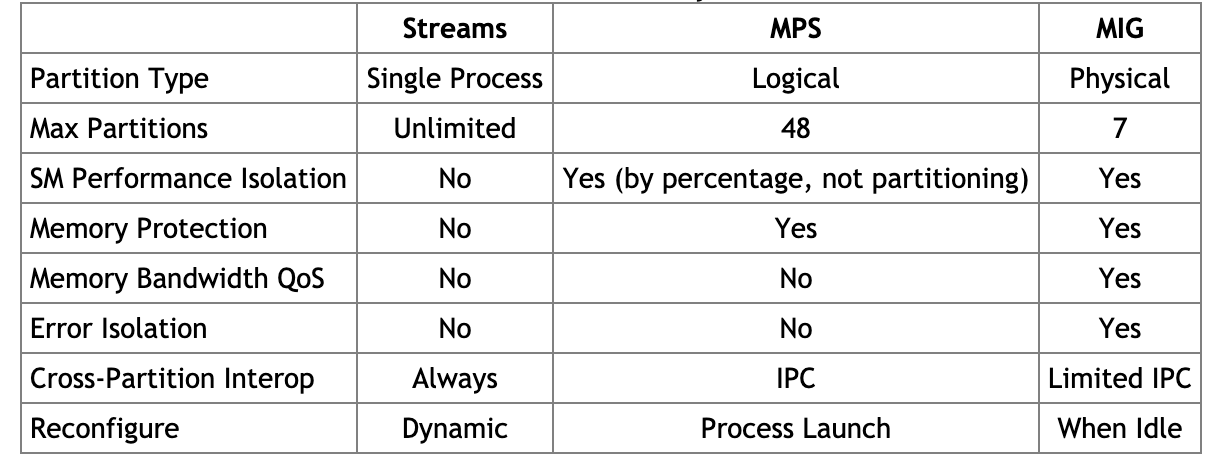 Streams MPS MIG
Partition Type Single Process Logical Physical
Max Partitions Unlimited 48 7
SM Performance Isolation No Yes (by percentage, not partitioning) Yes
Memory Protection No Yes Yes
Memory Bandwidth QoS No No Yes
Error Isolation No No Yes
Cross-Partition Interop Always IPC Limited IPC
Reconfigure Dynamic Process Launch When Idle